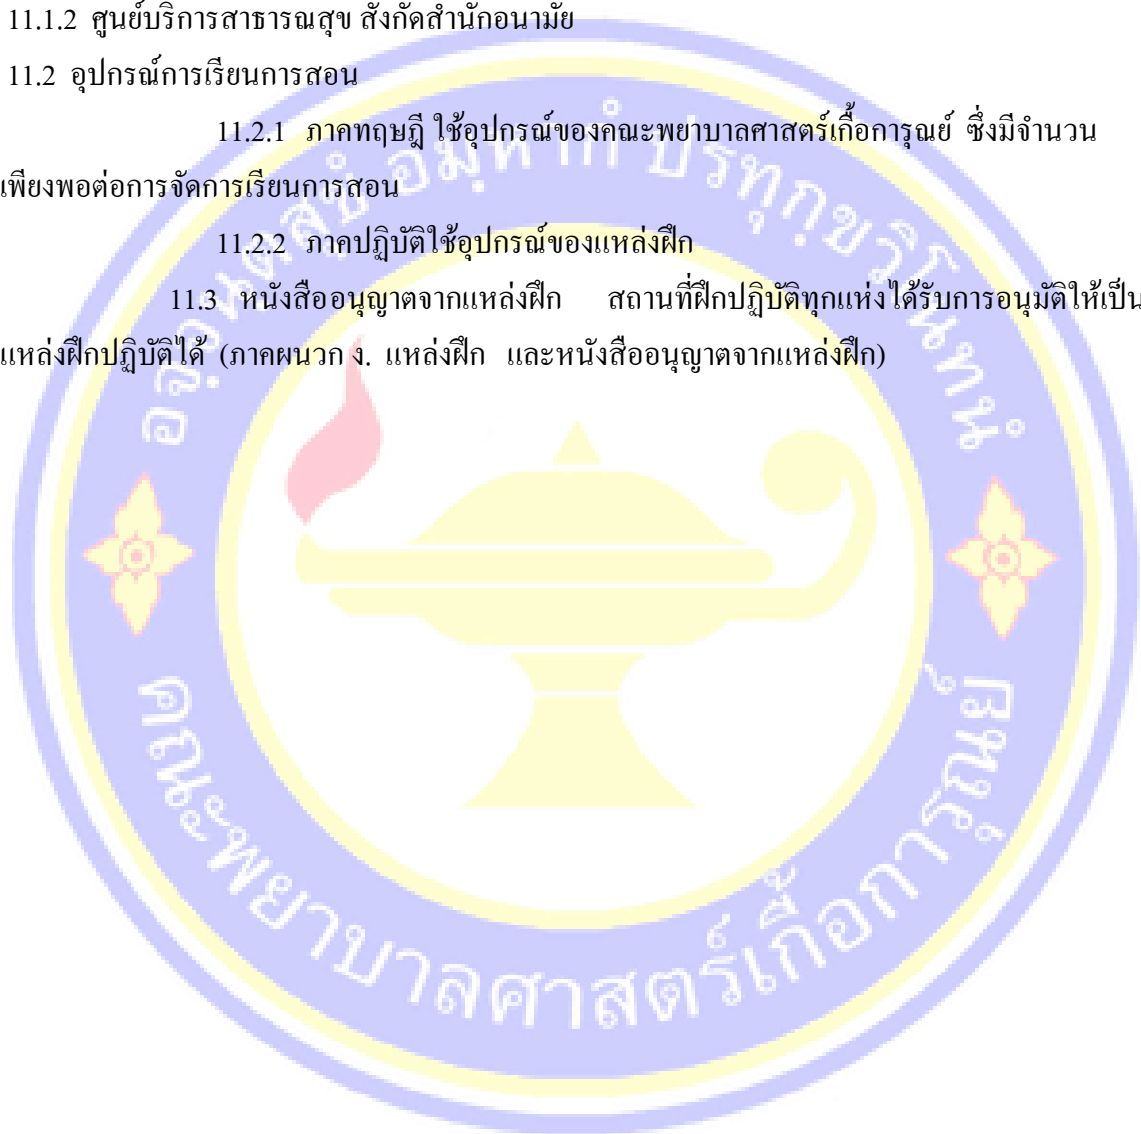 11.1.2 ศูนย์บริการสาธารณสุข สังกัดสำนักอนามัย
11.2 อุปกรณ์การเรียนการสอน
11.2.1 ภาคทฤษฎี ใช้อุปกรณ์ของคณะพยาบาลศาสตร์เกื้อการุณย์ ซึ่งมีจำนวน
เพียงพอต่อการจัดการเรียนการสอน
11.2.2 ภาคปฏิบัติใช้อุปกรณ์ของแหล่งฝึก
11.3 หนังสืออนุญาตจากแหล่งฝึก สถานที่ฝึกปฏิบัติทุกแห่งได้รับการอนุมัติให้เป็น
แหล่งฝึกปฏิบัติได้ (ภาคผนวก ง. แหล่งฝึก และหนังสืออนุญาตจากแหล่งฝึก)
คณะพยาบาลศาสตร์เกื้อการุณย์